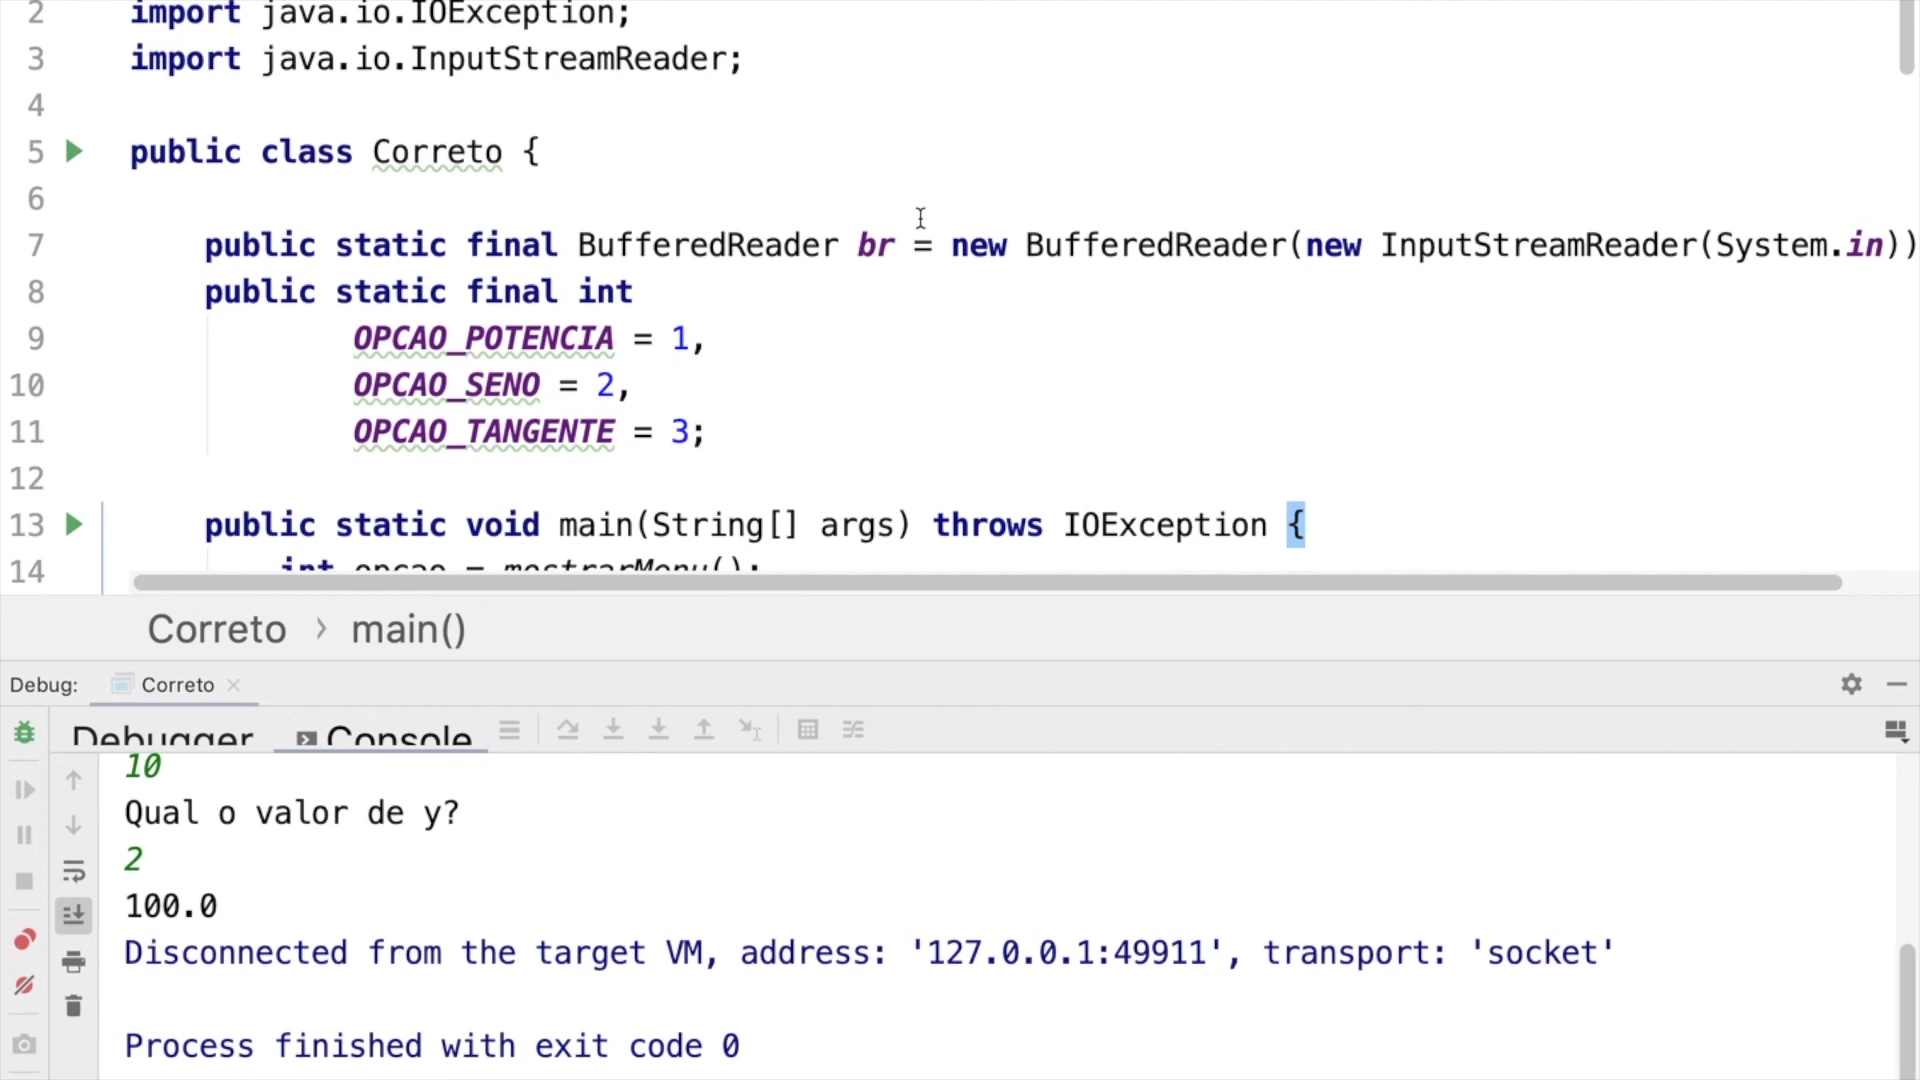 2 import java.io.IOException;
3 import java.io.InputStreamReader;
4
5 public class Correto {
6
7 public static final BufferedReader br = new BufferedReader(new InputStreamReader(System.in))
8 public static final int
9 OPCAO_POTENCIA = 1,
10 OPCAO_SENO = 2,
11 OPCAO_TANGENTE = 3;
12
13 public static void main(String[] args) throws IOException {
14 int opcao = mostrarMenu();
Correto › main()
Debug: Correto
Debugger Console
10
Qual o valor de y?
2
100.0
Disconnected from the target VM, address: '127.0.0.1:49911', transport: 'socket'
Process finished with exit code 0